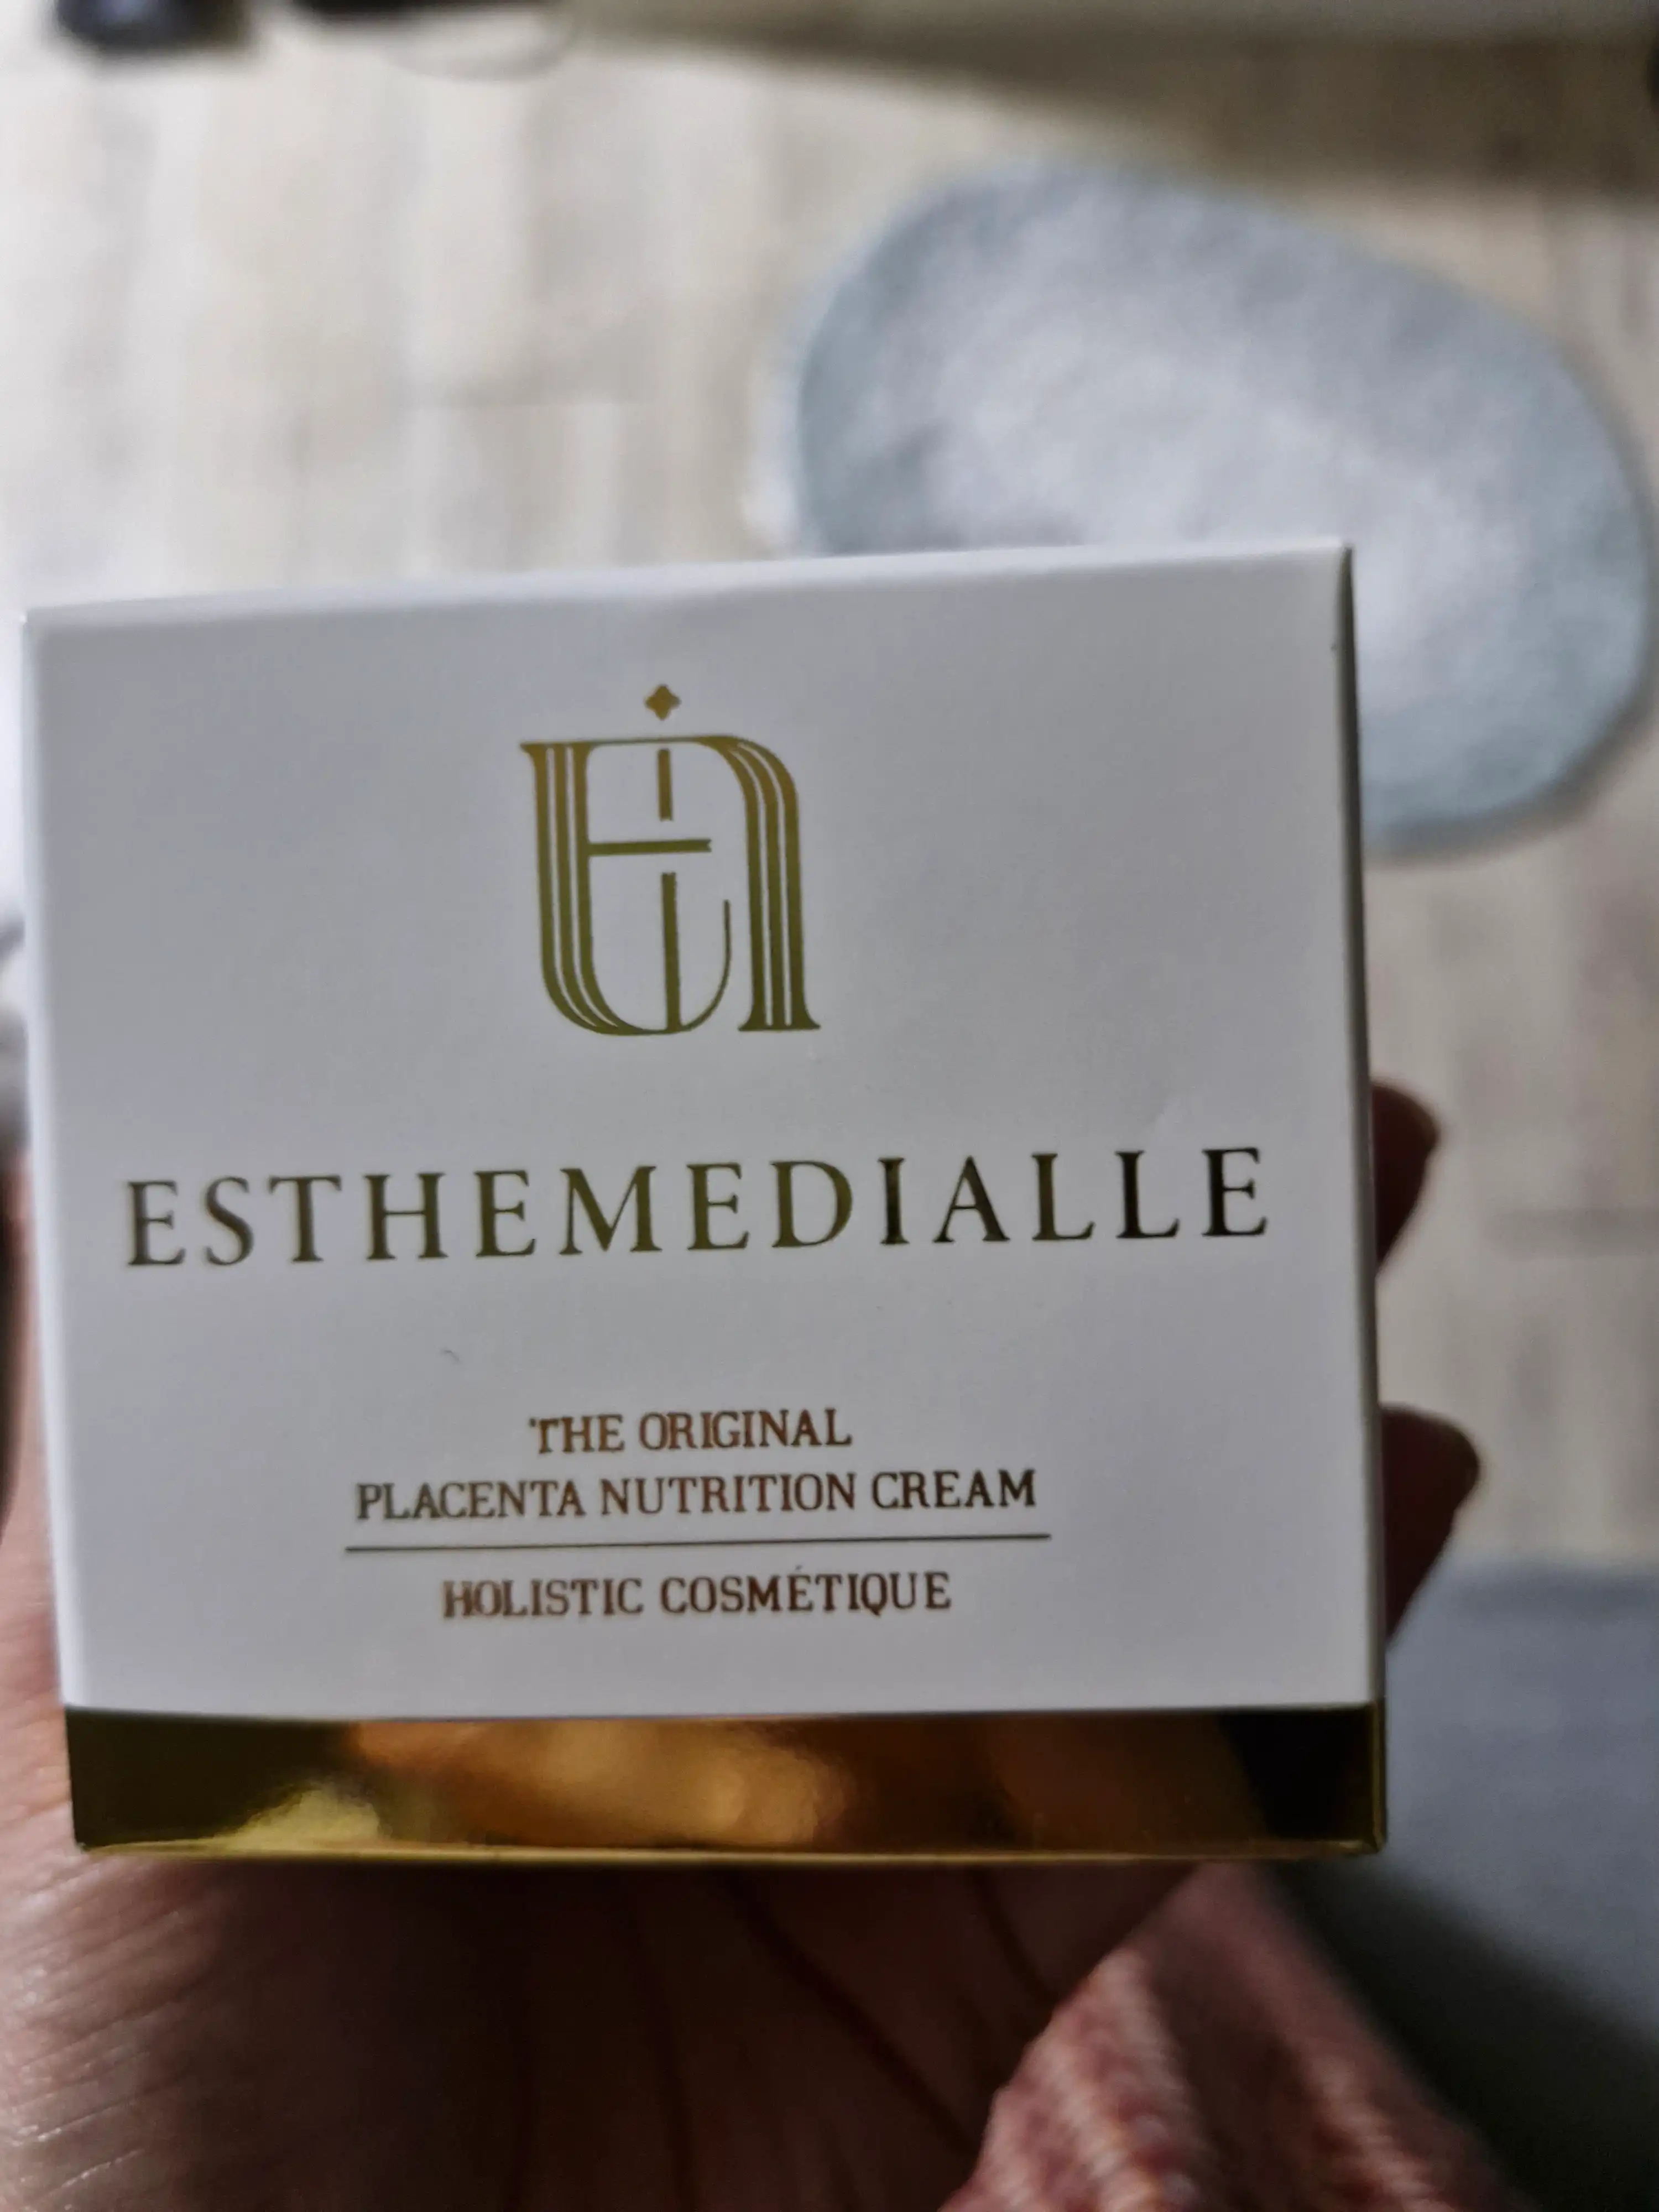 ESTHEMEDIALLE
THE ORIGINAL
PLACENTA NUTRITION CREAM
HOLISTIC COSMÉTIQUE